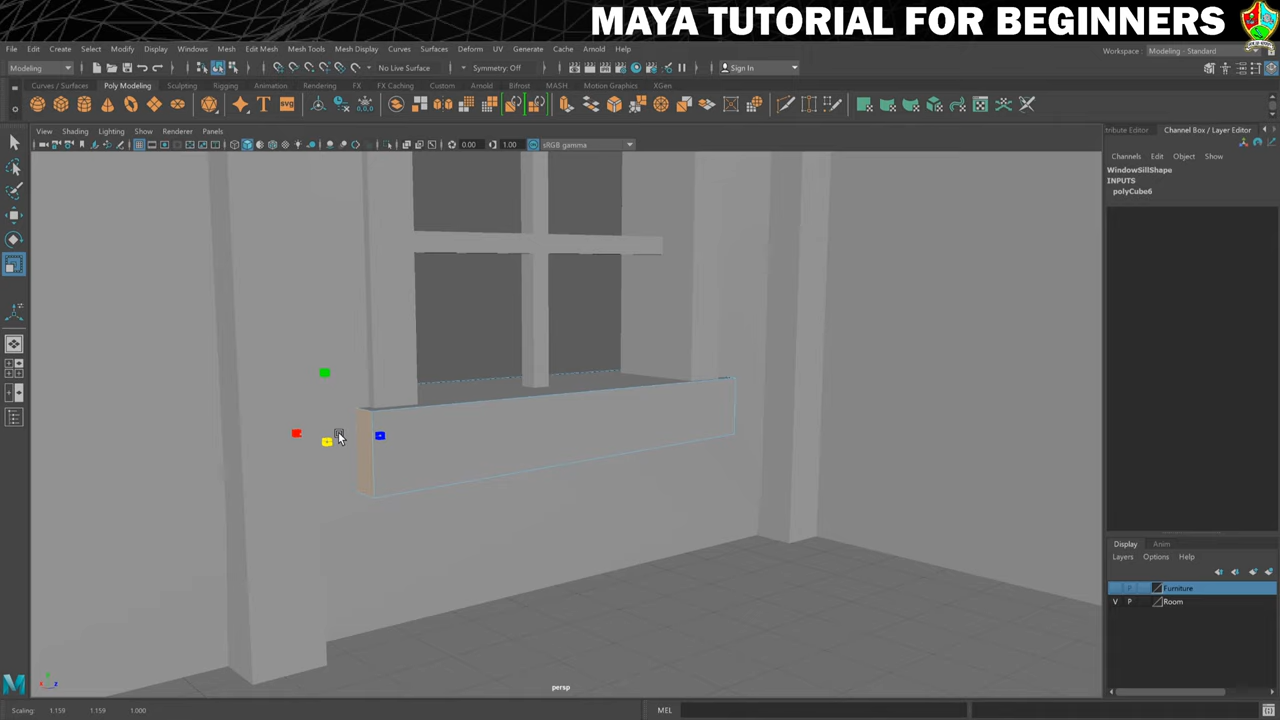 MAYA TUTORIAL FOR BEGINNERS
File Edit Create Select Modify Display Windows Mesh Edit Mesh Mesh Tools Mesh Display Curves Surfaces Deform UV Generate Cache Arnold Help
Workspace: Modeling - Standard
Modeling No Live Surface Symmetry: Off Sign In
Curves / Surfaces Poly Modeling Sculpting Rigging Animation Rendering FX FX Caching Custom Arnold Bifrost MASH Motion Graphics XGen
View Shading Lighting Show Renderer Panels
ttribute Editor Channel Box / Layer Editor
0.00 1.00 sRGB gamma
Channels Edit Object Show
WindowSillShape
INPUTS
polyCube6
Display Anim
Layers Options Help
P Furniture
V P Room
persp
Scaling: 1.159 1.159 1.000
MEL